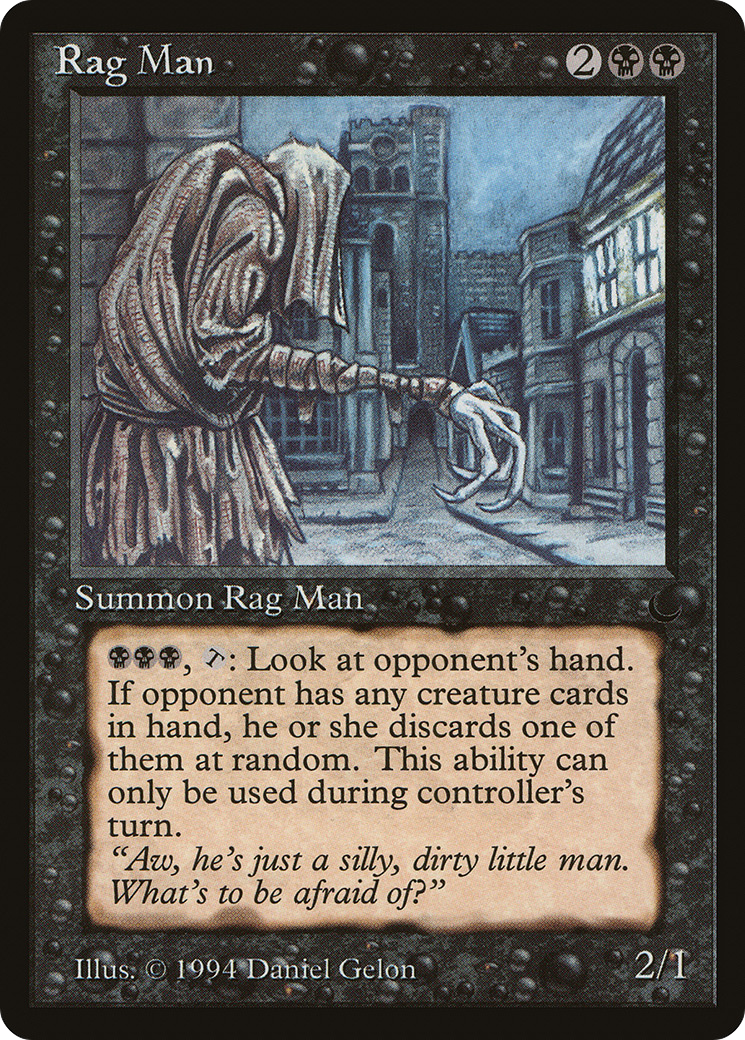 Rag Man 2
Summon Rag Man
, T: Look at opponent's hand.
If opponent has any creature cards
in hand, he or she discards one of
them at random. This ability can
only be used during controller's
turn.
"Aw, he's just a silly, dirty little man.
What's to be afraid of?"
Illus. © 1994 Daniel Gelon 2/1